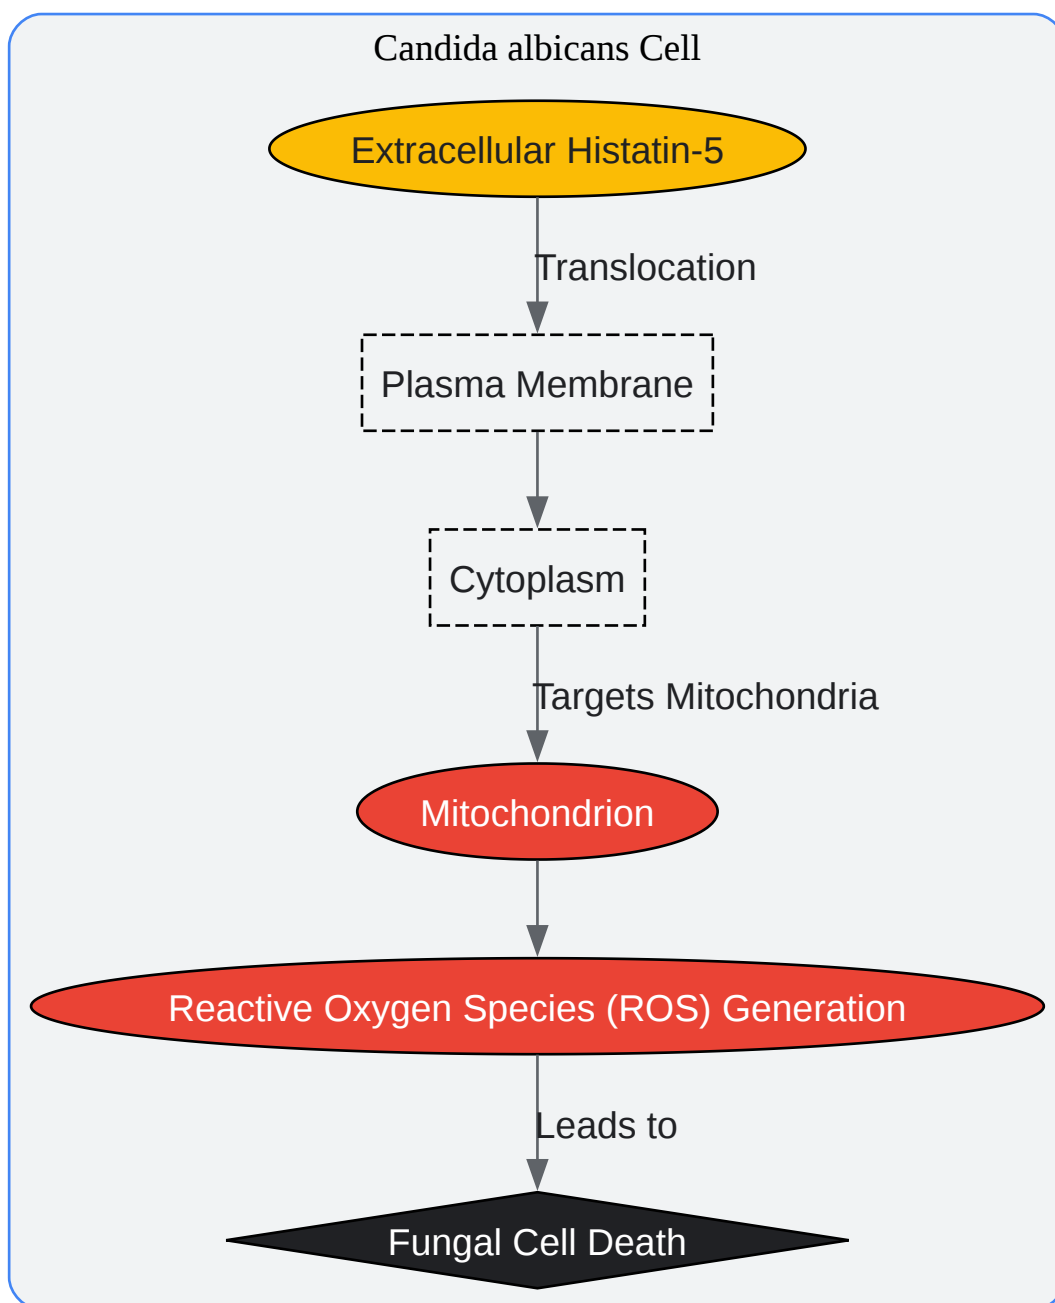 Candida albicans Cell
Extracellular Histatin-5
Translocation
Plasma Membrane
Cytoplasm
Targets Mitochondria
Mitochondrion
Reactive Oxygen Species (ROS) Generation
Leads to
Fungal Cell Death